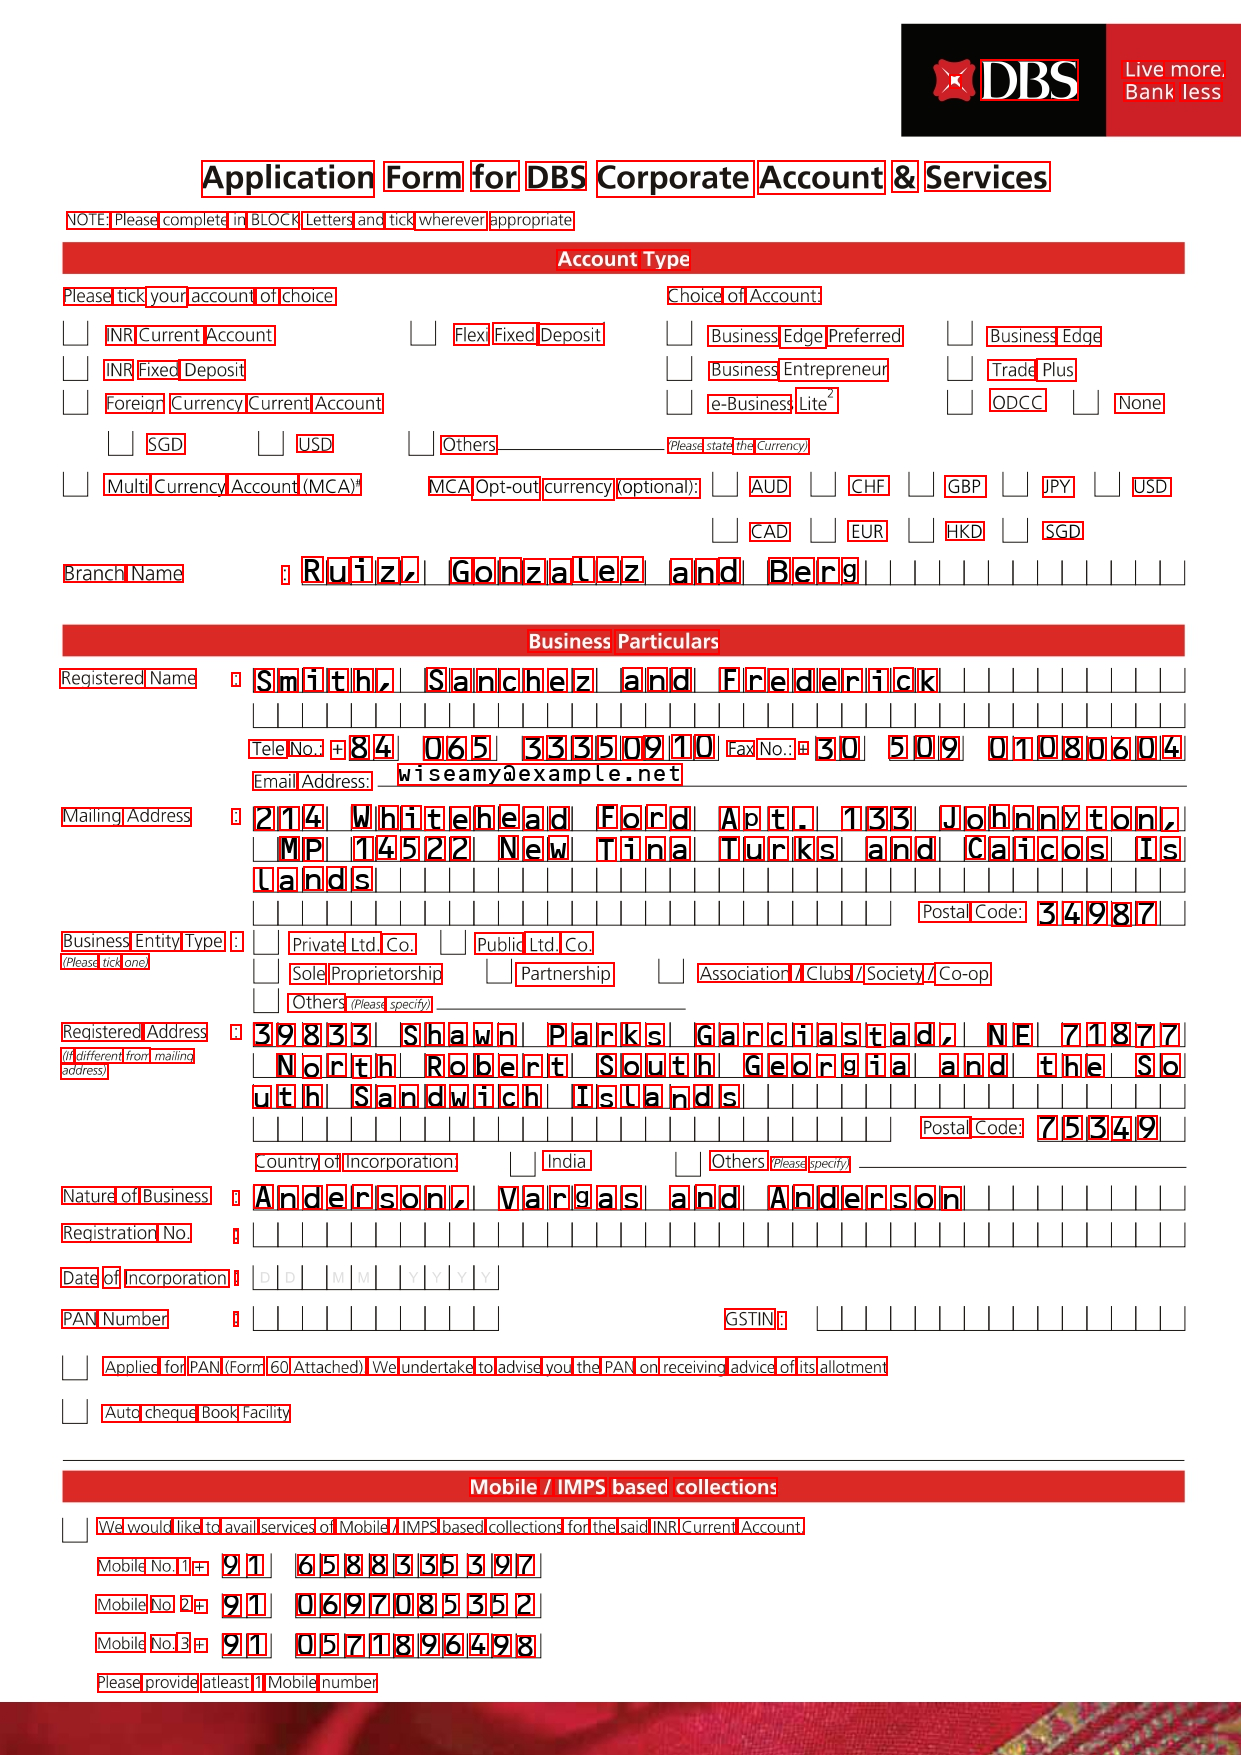 DBS
Live more,
Bank less
Application Form for DBS Corporate Account & Services
NOTE: Please complete in BLOCK Letters and tick wherever appropriate
Account Type
Please tick your account of choice Choice of Account:
INR Current Account Flexi Fixed Deposit Business Edge Preferred Business Edge
INR Fixed Deposit Business Entrepreneur Trade Plus
Foreign Currency Current Account e-Business Lite2 ODCC None
SGD USD Others (Please state the Currency)
Multi Currency Account (MCA)# MCA Opt-out currency (optional): AUD CHF GBP JPY USD
CAD EUR HKD SGD
Branch Name : Ruiz, Gonzalez and Berg
Business Particulars
Registered Name : Smith, Sanchez and Frederick
Tele No.: + 84 065 33350910 Fax No.: + 30 509 01080604
Email Address: wiseamy@example.net
Mailing Address : 214 Whitehead Ford Apt. 133 Johnnyton,
MP 14522 New Tina Turks and Caicos Is
lands
Postal Code: 34987
Business Entity Type : Private Ltd. Co. Public Ltd. Co.
(Please tick one)
Sole Proprietorship Partnership Association / Clubs / Society / Co-op
Others (Please specify)
Registered Address : 39833 Shawn Parks Garciastad, NE 71877
(If different from mailing
address)
North Robert South Georgia and the So
uth Sandwich Islands
Postal Code: 75349
Country of Incorporation: India Others (Please specify)
Nature of Business : Anderson, Vargas and Anderson
Registration No. :
Date of Incorporation : D D M M Y Y Y Y
PAN Number : GSTIN :
Applied for PAN (Form 60 Attached). We undertake to advise you the PAN on receiving advice of its allotment
Auto cheque Book Facility
Mobile / IMPS based collections
We would like to avail services of Mobile / IMPS based collections for the said INR Current Account.
Mobile No. 1 + 91 6588335397
Mobile No. 2 + 91 0697085352
Mobile No. 3 + 91 0571896498
Please provide atleast 1 Mobile number